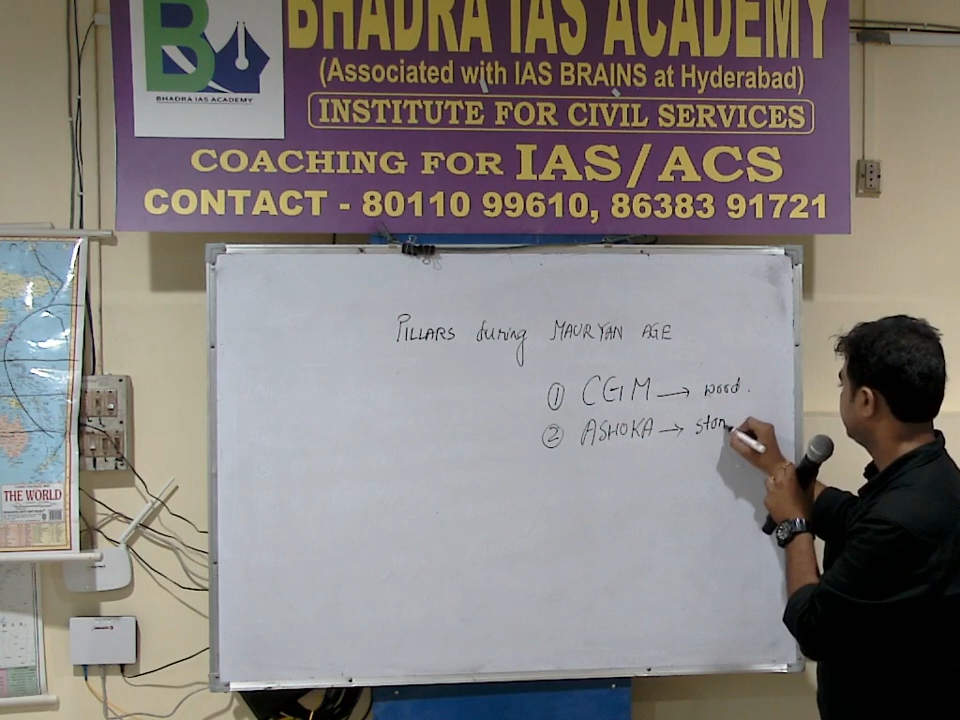 BHADRA IAS ACADEMY
B
BHADRA IAS ACADEMY
(Associated with IAS BRAINS at Hyderabad)
INSTITUTE FOR CIVIL SERVICES
COACHING FOR IAS/ACS
CONTACT - 80110 99610, 86383 91721
PILLARS during MAURYAN AGE
① CGM → wood.
② ASHOKA → ston
THE WORLD